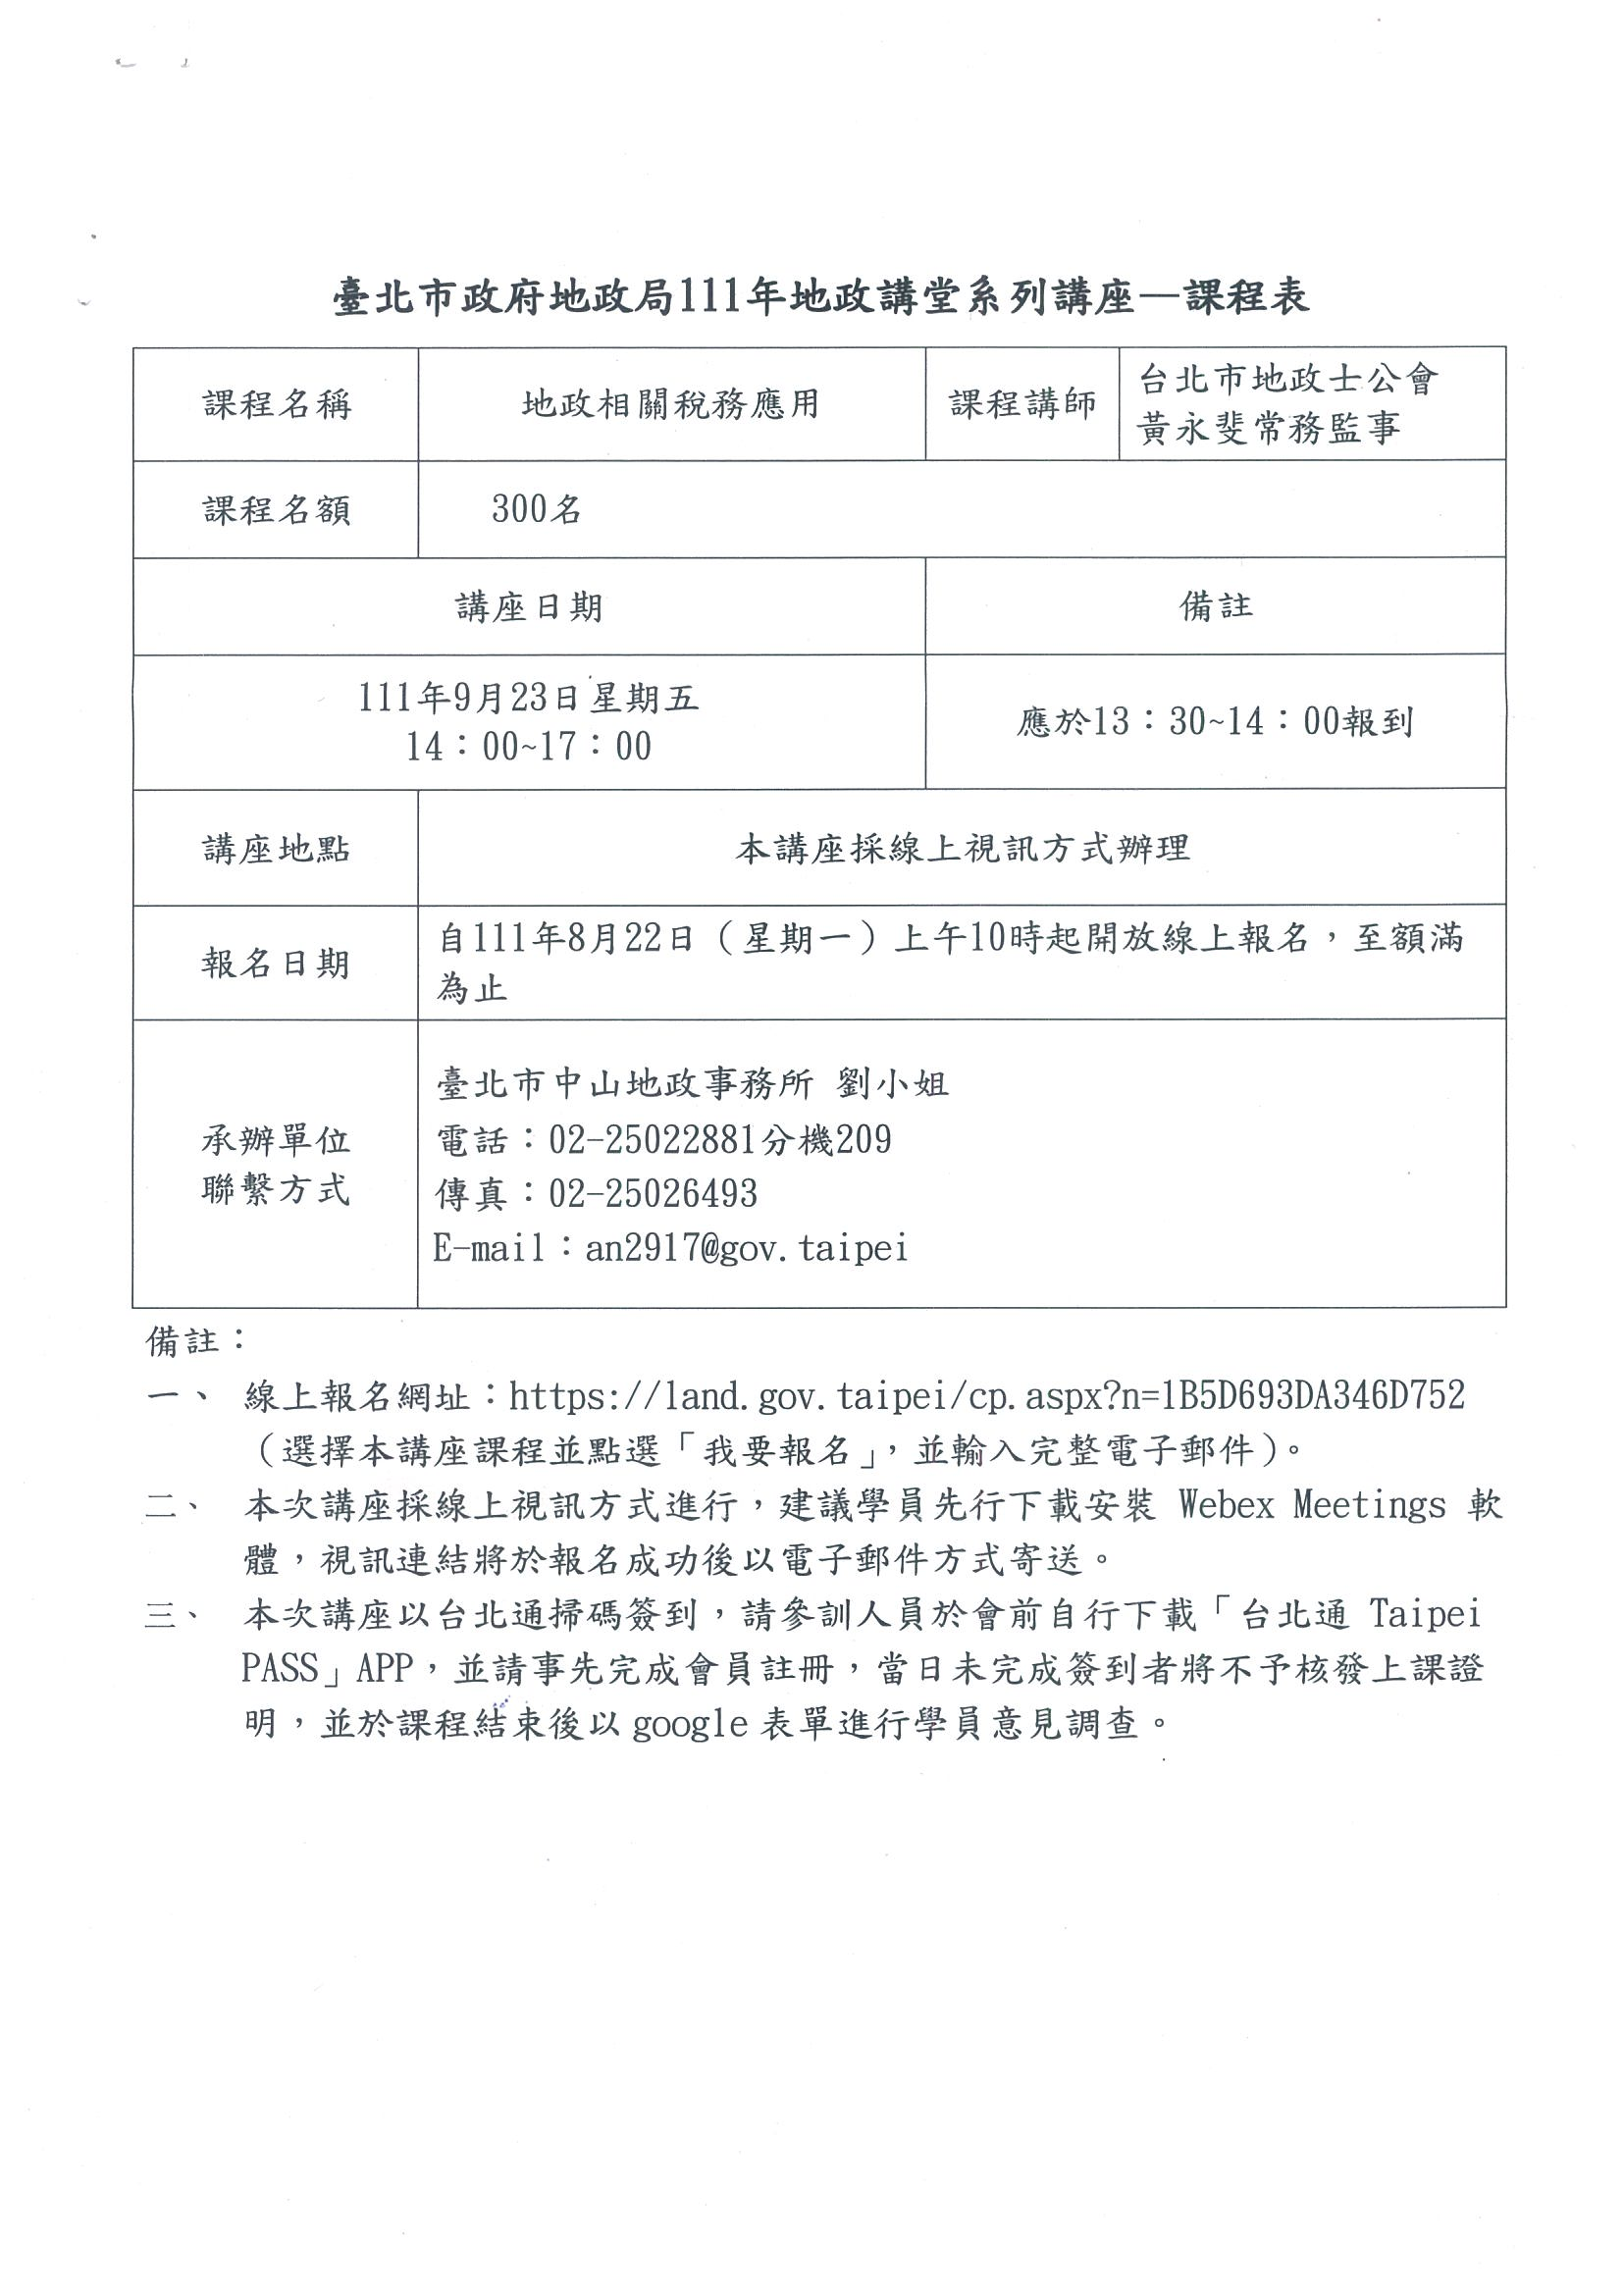 臺北市政府地政局111年地政講堂系列講座—課程表
課程名稱
地政相關稅務應用
課程講師
台北市地政士公會
黃永斐常務監事
課程名額
300名
講座日期
備註
111年9月23日星期五
14：00~17：00
應於13：30~14：00報到
講座地點
本講座採線上視訊方式辦理
報名日期
自111年8月22日（星期一）上午10時起開放線上報名，至額滿
為止
承辦單位
聯繫方式
臺北市中山地政事務所 劉小姐
電話：02-25022881分機209
傳真：02-25026493
E-mail：an2917@gov.taipei
備註：
一、 線上報名網址：https://land.gov.taipei/cp.aspx?n=1B5D693DA346D752
（選擇本講座課程並點選「我要報名」，並輸入完整電子郵件）。
二、 本次講座採線上視訊方式進行，建議學員先行下載安裝 Webex Meetings 軟
體，視訊連結將於報名成功後以電子郵件方式寄送。
三、 本次講座以台北通掃碼簽到，請參訓人員於會前自行下載「台北通 Taipei
PASS」APP，並請事先完成會員註冊，當日未完成簽到者將不予核發上課證
明，並於課程結束後以 google 表單進行學員意見調查。